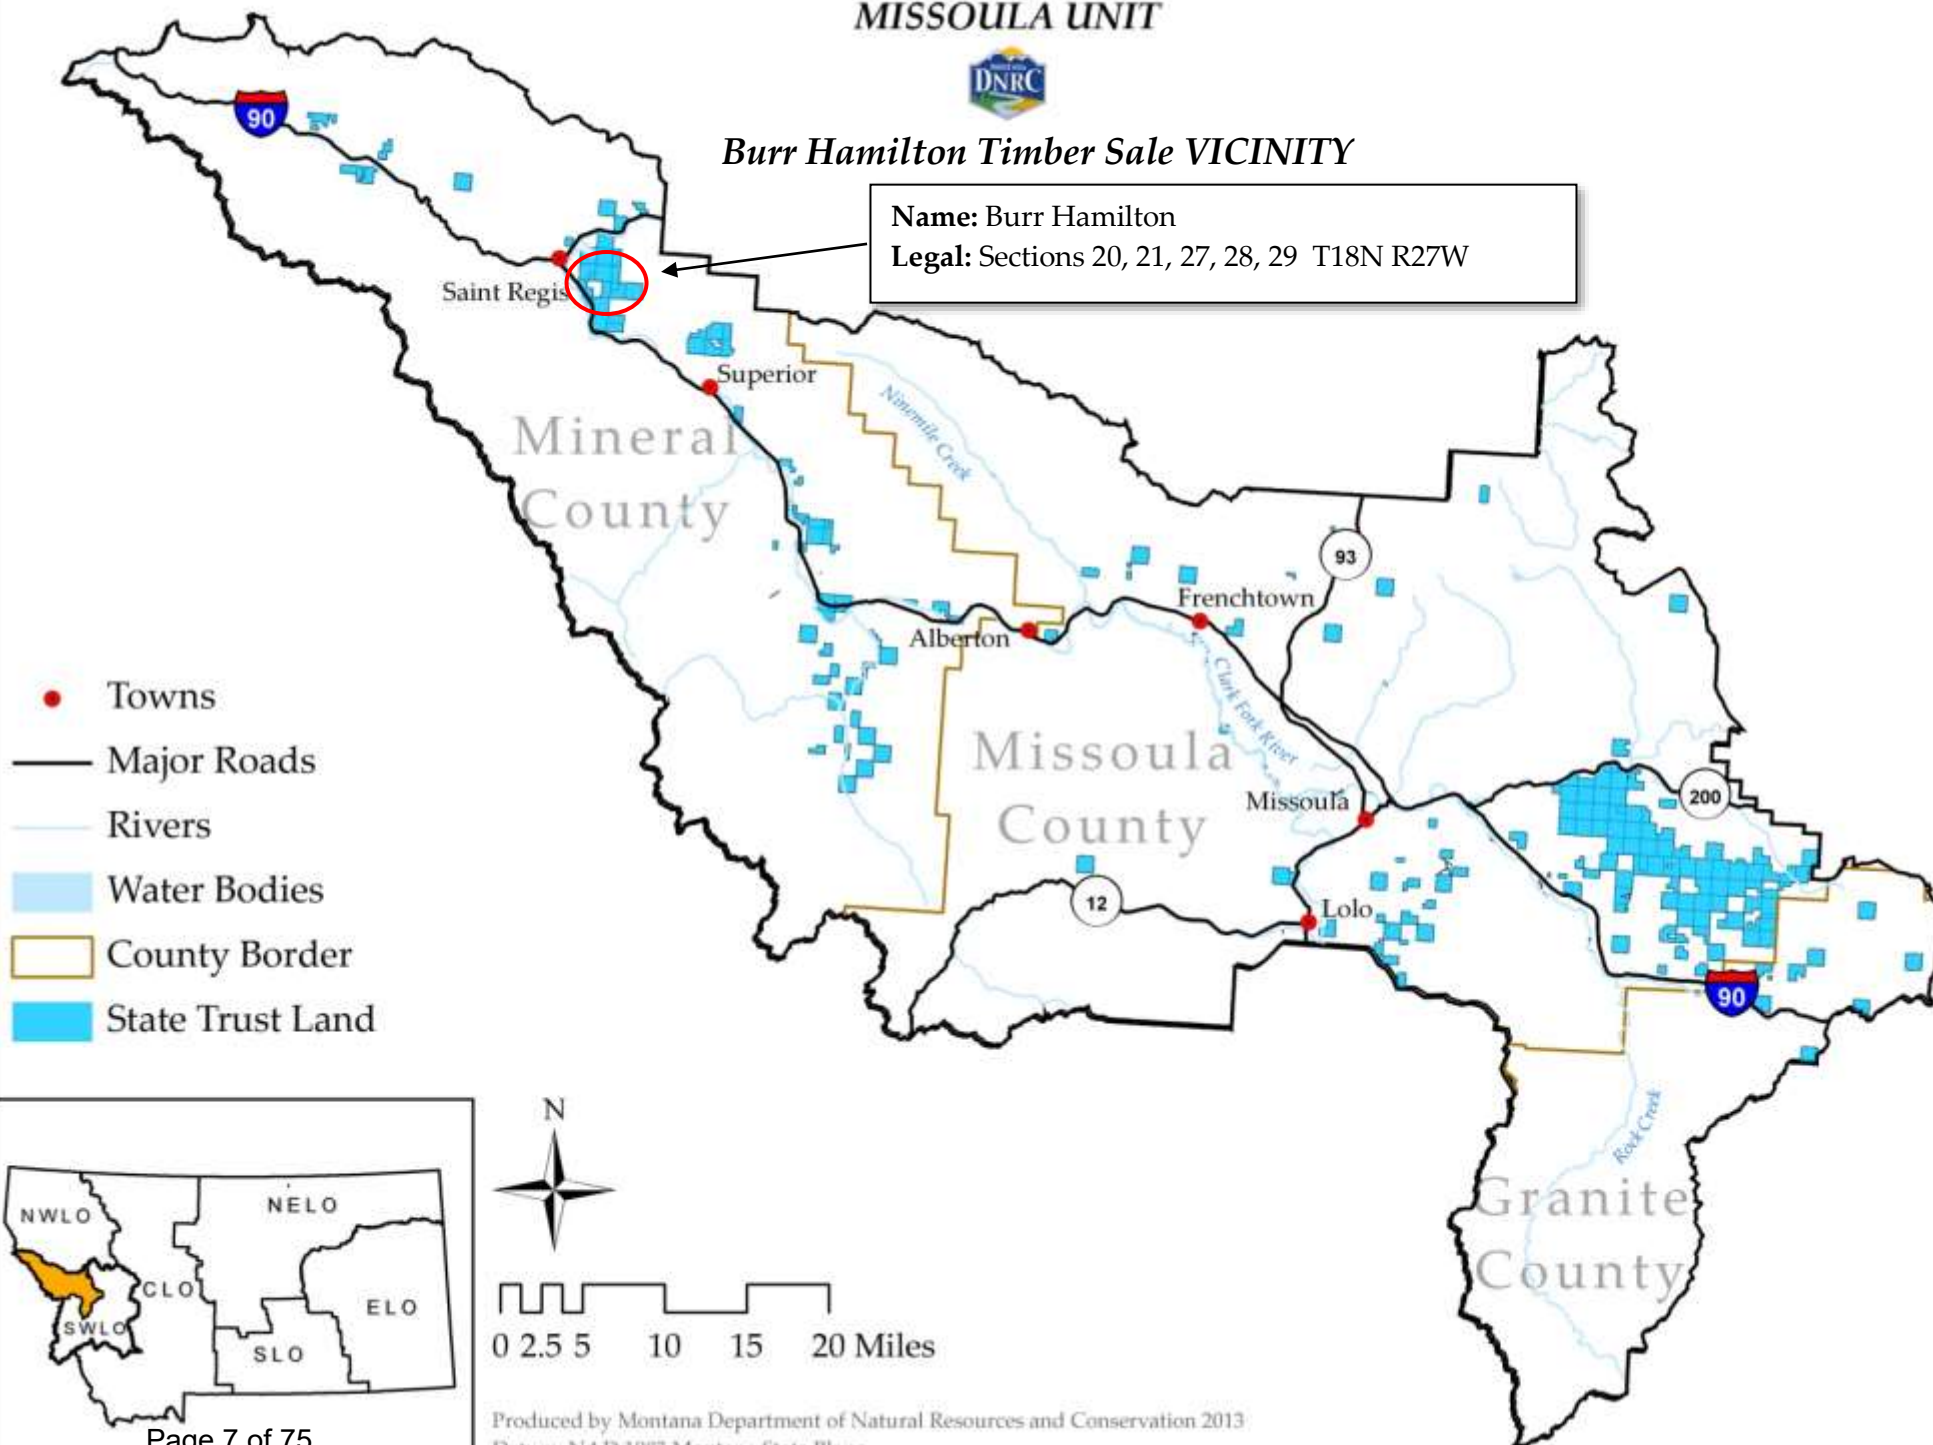 MISSOULA UNIT
DNRC
Burr Hamilton Timber Sale VICINITY
Name: Burr Hamilton
Legal: Sections 20, 21, 27, 28, 29 T18N R27W
90
Saint Regis
Superior
Mineral
County
Ninemile Creek
93
Frenchtown
Alberton
Clark Fork River
Missoula
County
Missoula
200
12
Lolo
90
Rock Creek
Granite
County
Towns
Major Roads
Rivers
Water Bodies
County Border
State Trust Land
N
NWLO
NELO
CLO
ELO
SWLO
SLO
0 2.5 5 10 15 20 Miles
Produced by Montana Department of Natural Resources and Conservation 2013
Page 7 of 75